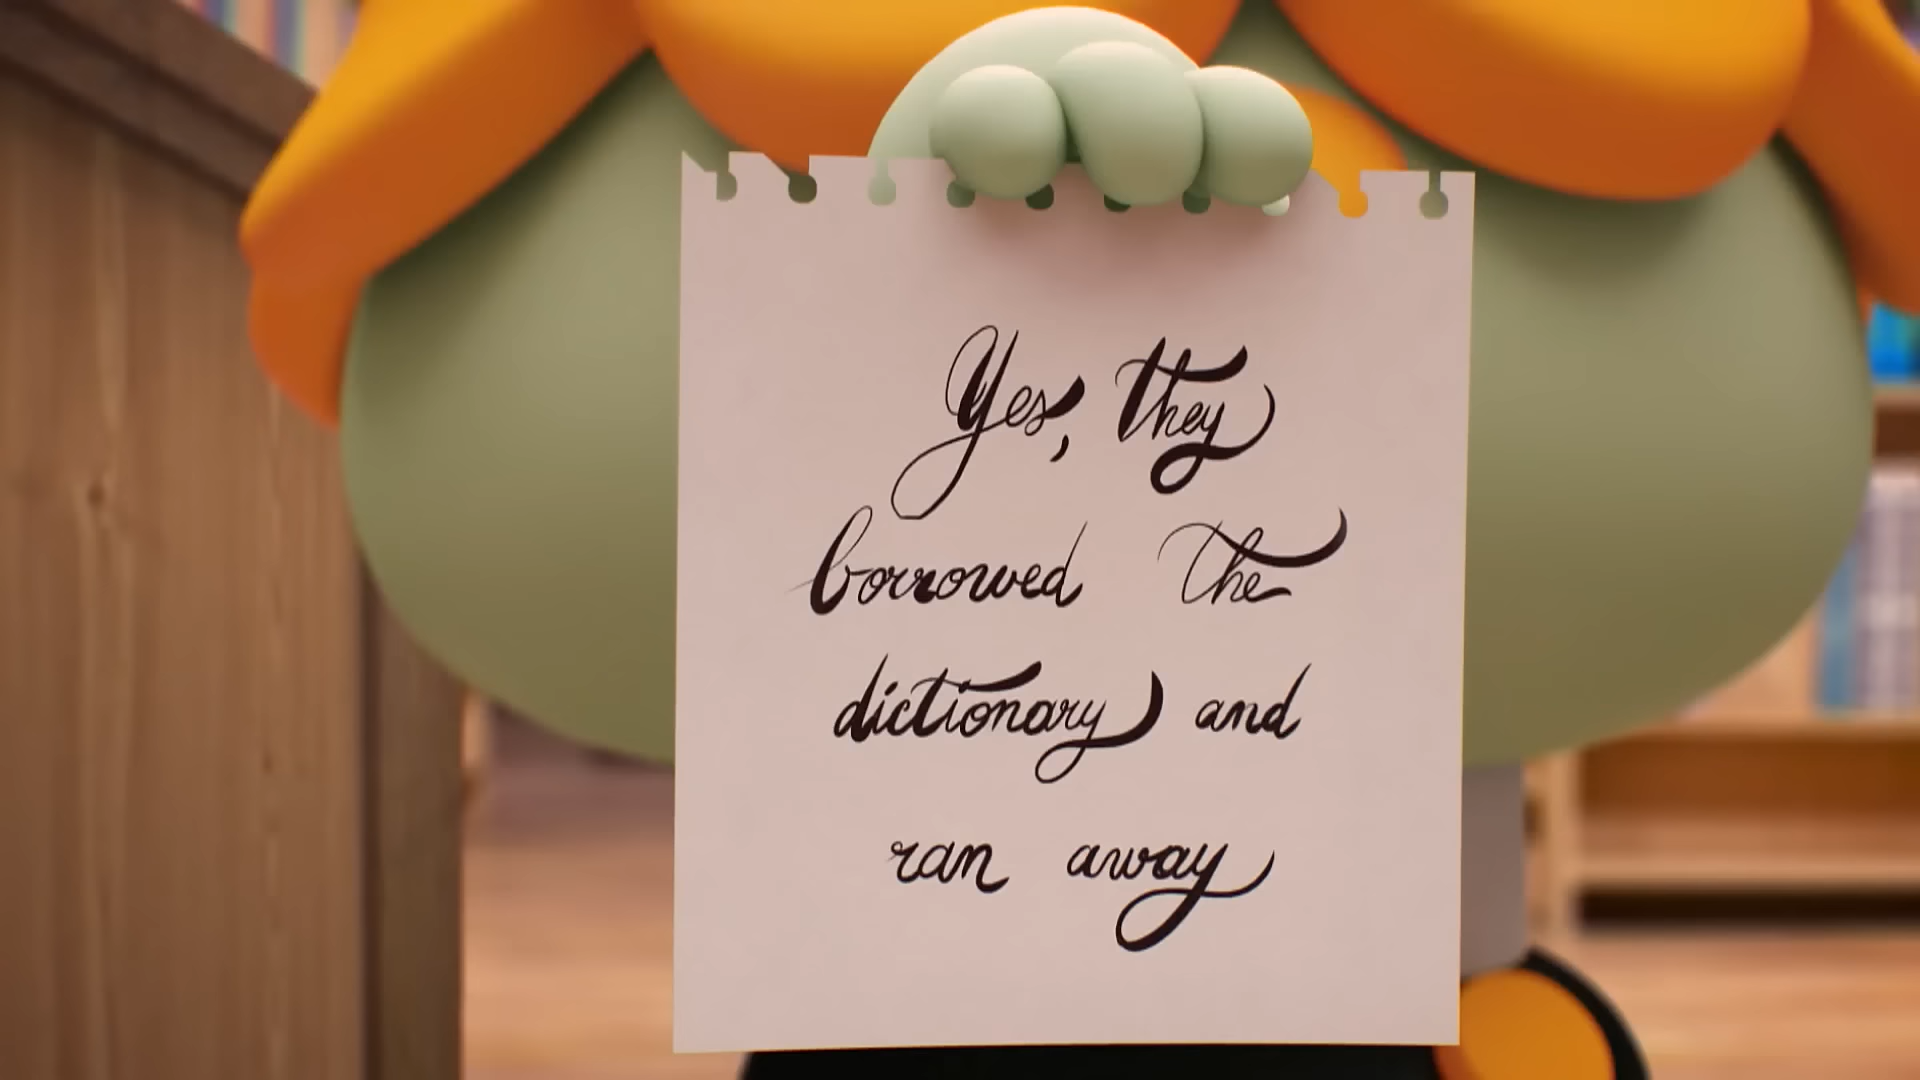 Yes, they
borrowed the
dictionary and
ran away